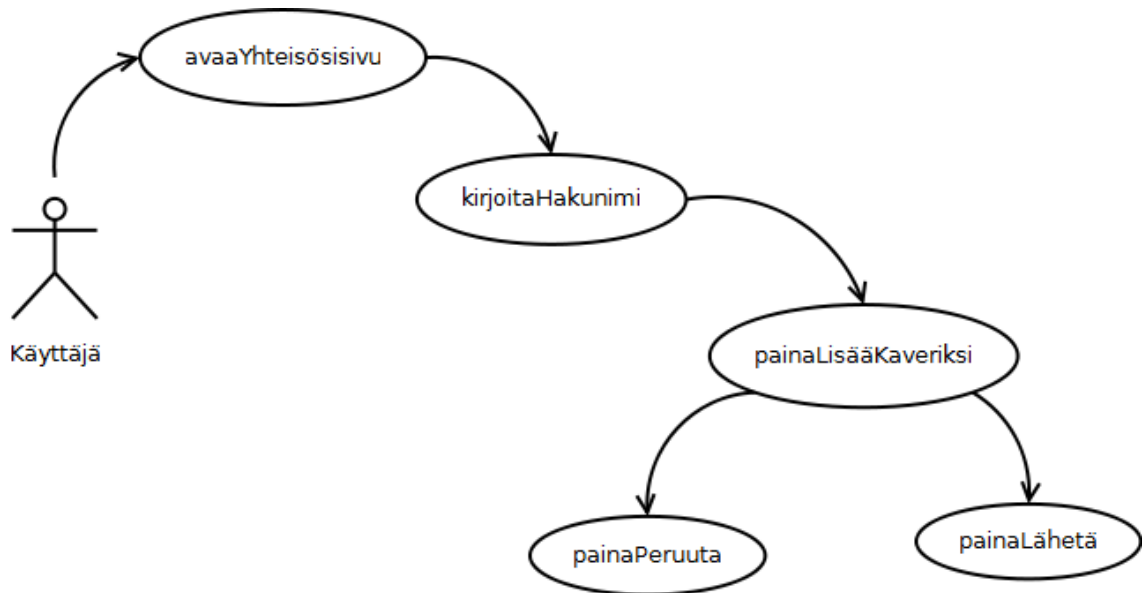 avaaYhteisösisivu
kirjoitaHakunimi
Käyttäjä
painaLisääKaveriksi
painaPeruuta
painaLähetä